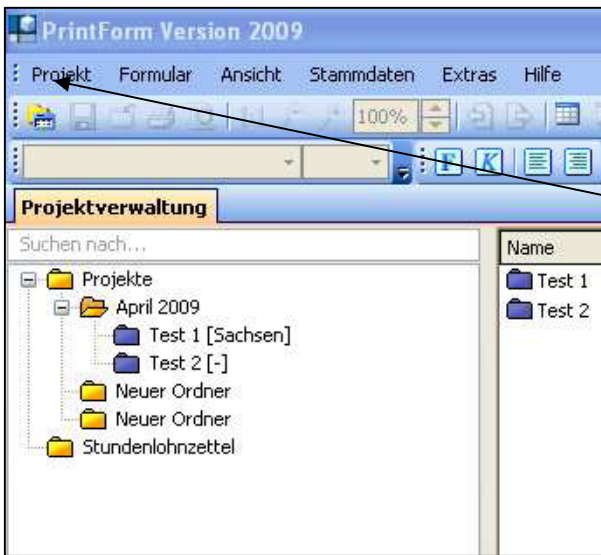 PrintForm Version 2009
Projekt Formular Ansicht Stammdaten Extras Hilfe
100%
F K
Projektverwaltung
Suchen nach...
Name
Projekte
April 2009
Test 1 [Sachsen]
Test 2 [-]
Neuer Ordner
Neuer Ordner
Stundenlohnzettel
Test 1
Test 2